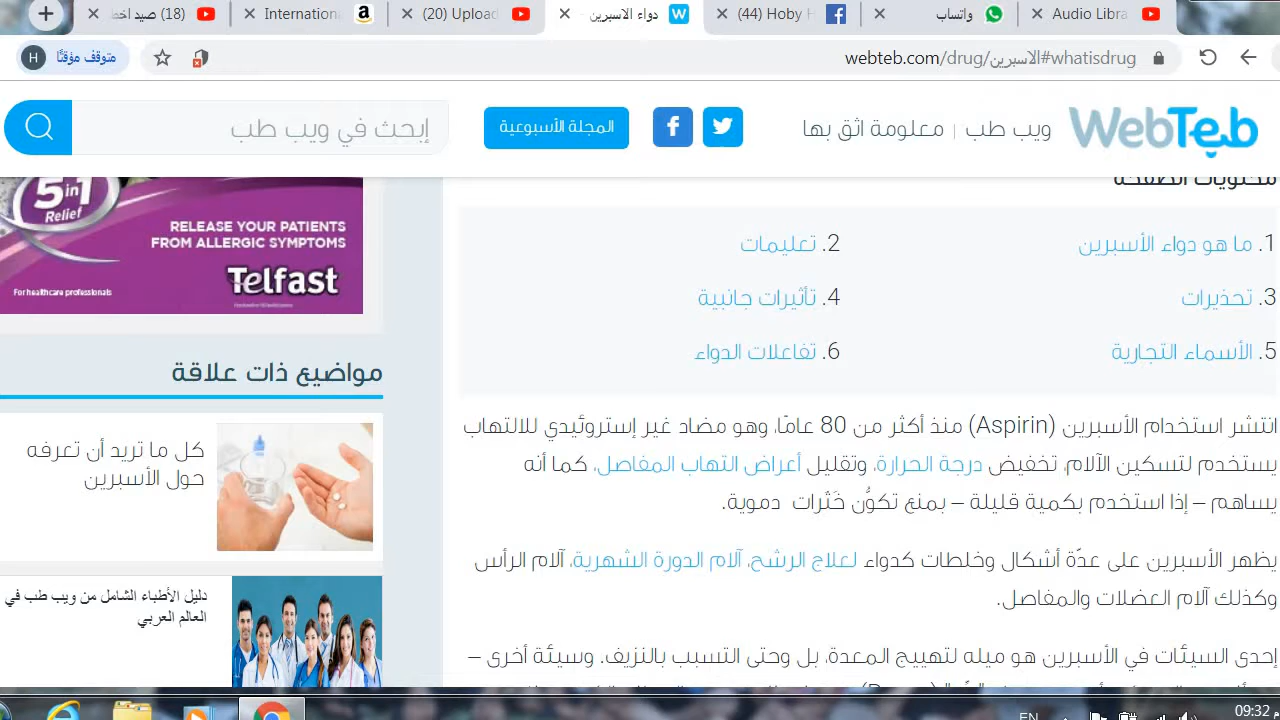 (18) صيد اخط
Internationa
(20) Upload
دواء الاسبرين
(44) Hoby H
واتساب
Audio Libra
H متوقف مؤقتًا
webteb.com/drug/الاسبرين#whatisdrug
WebTeb
ويب طب | معلومة اثق بها
المجلة الأسبوعية
إبحث في ويب طب
محتويات الصفحة
1. ما هو دواء الأسبرين
2. تعليمات
3. تحذيرات
4. تأثيرات جانبية
5. الأسماء التجارية
6. تفاعلات الدواء
انتشر استخدام الأسبرين (Aspirin) منذ أكثر من 80 عامًا، وهو مضاد غير إستروئيدي للالتهاب
يستخدم لتسكين الآلام، تخفيض درجة الحرارة، وتقليل أعراض التهاب المفاصل، كما أنه
يساهم – إذا استخدم بكمية قليلة – بمنع تكوُّن خَثرات دموية.
يظهر الأسبرين على عدّة أشكال وخلطات كدواء لعلاج الرشح، آلام الدورة الشهرية، آلام الرأس
وكذلك آلام العضلات والمفاصل.
إحدى السيئات في الأسبرين هو ميله لتهييج المعدة، بل وحتى التسبب بالنزيف. وسيئة أخرى –
5 in 1
Relief
RELEASE YOUR PATIENTS
FROM ALLERGIC SYMPTOMS
Telfast
For healthcare professionals
مواضيع ذات علاقة
كل ما تريد أن تعرفه
حول الأسبرين
دليل الأطباء الشامل من ويب طب في
العالم العربي
EN
09:32